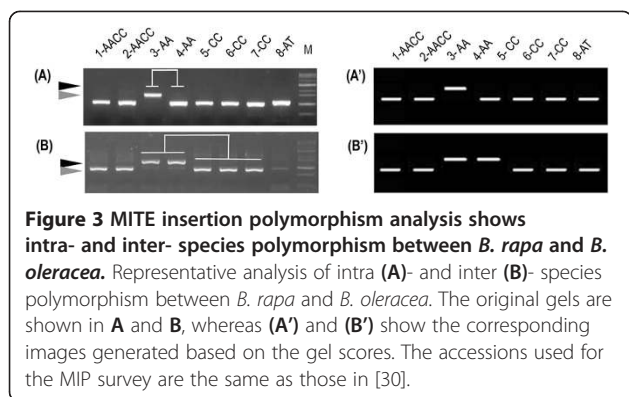 1-AACC 2-AACC 3-AA 4-AA 5-CC 6-CC 7-CC 8-AT M
(A)
1-AACC 2-AACC 3-AA 4-AA 5- CC 6-CC 7-CC 8-AT
(A')
(B)
(B')
Figure 3 MITE insertion polymorphism analysis shows
intra- and inter- species polymorphism between B. rapa and B.
oleracea. Representative analysis of intra (A)- and inter (B)- species
polymorphism between B. rapa and B. oleracea. The original gels are
shown in A and B, whereas (A') and (B') show the corresponding
images generated based on the gel scores. The accessions used for
the MIP survey are the same as those in [30].